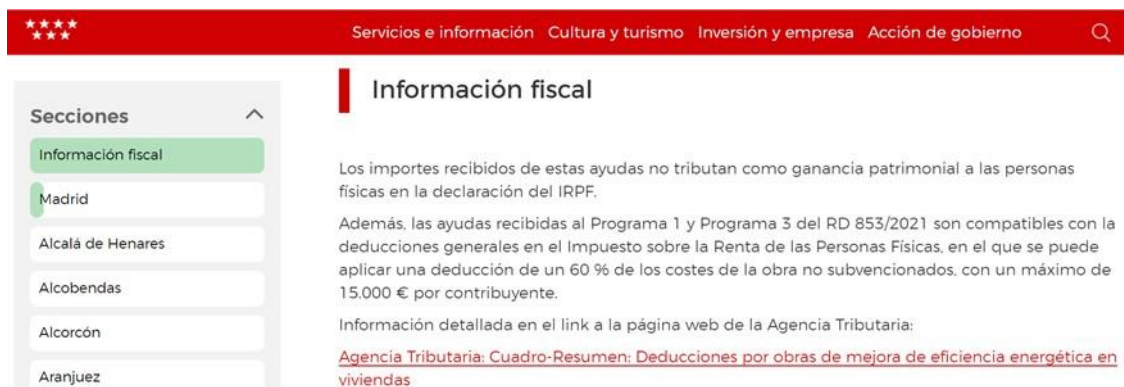 Servicios e información Cultura y turismo Inversión y empresa Acción de gobierno
Secciones
Información fiscal
Madrid
Alcalá de Henares
Alcobendas
Alcorcón
Aranjuez
Información fiscal
Los importes recibidos de estas ayudas no tributan como ganancia patrimonial a las personas
físicas en la declaración del IRPF.
Además, las ayudas recibidas al Programa 1 y Programa 3 del RD 853/2021 son compatibles con la
deducciones generales en el Impuesto sobre la Renta de las Personas Físicas, en el que se puede
aplicar una deducción de un 60 % de los costes de la obra no subvencionados, con un máximo de
15.000 € por contribuyente.
Información detallada en el link a la página web de la Agencia Tributaria:
Agencia Tributaria: Cuadro-Resumen: Deducciones por obras de mejora de eficiencia energética en
viviendas